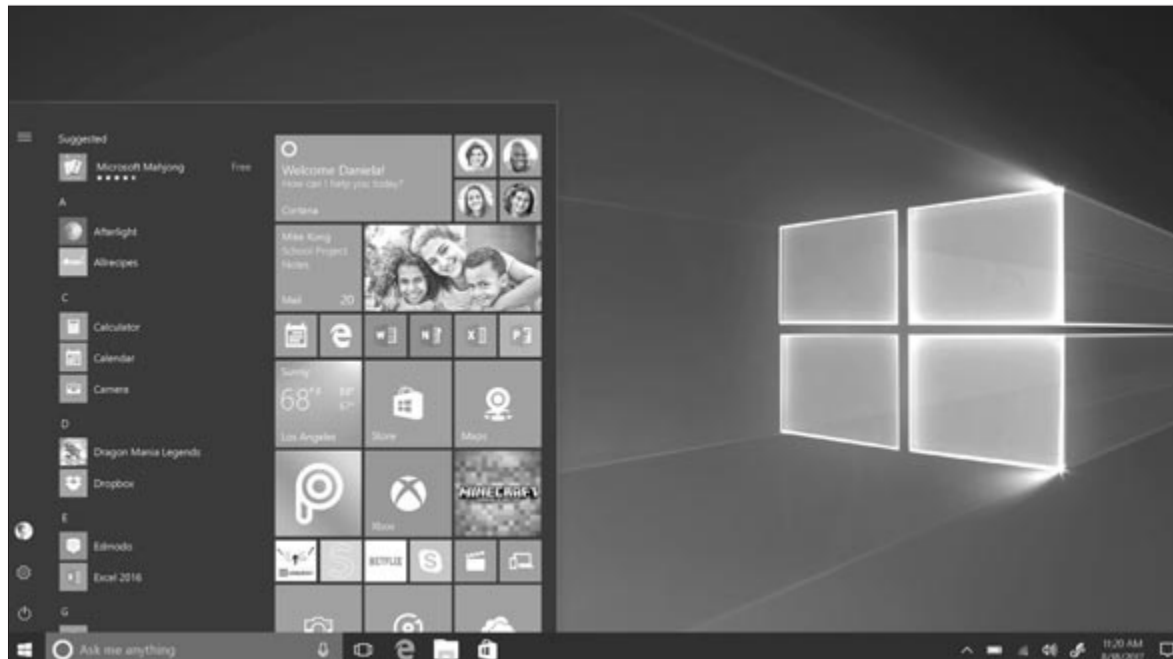 Suggested
Microsoft Mahjong Free
A
Afterlight
Allrecipes
C
Calculator
Calendar
Camera
D
Dragon Mania Legends
Dropbox
E
Edmodo
Excel 2016
G
Welcome Daniela!
How can I help you today?
Cortana
Mike Kong
School Project
Notes
Mail 20
Sunny
68°
Los Angeles
Store
Maps
Xbox
MINECRAFT
NETFLIX
Ask me anything
11:20 AM